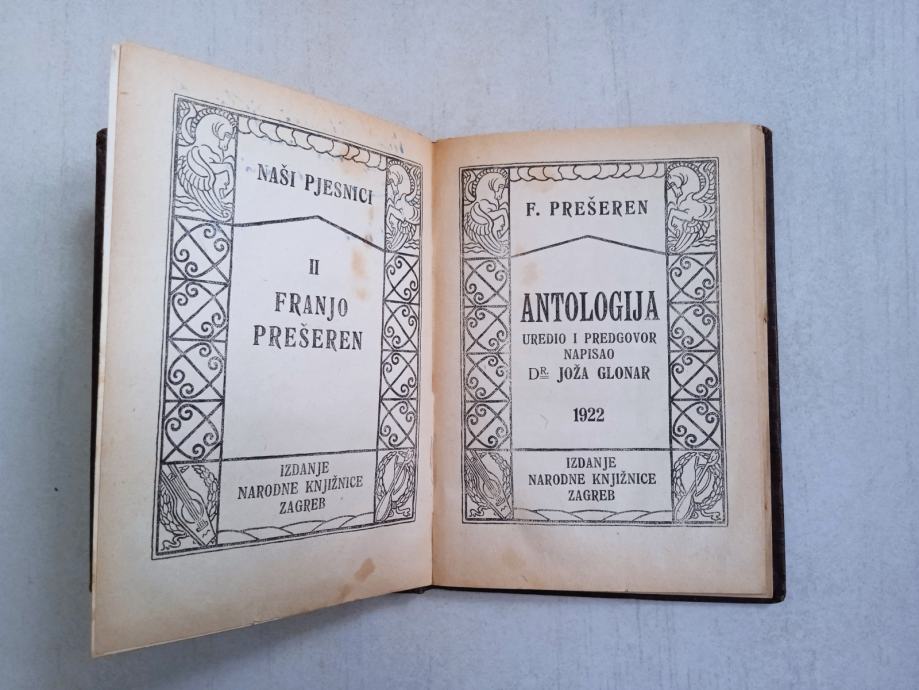 NAŠI PJESNICI
II
FRANJO
PREŠEREN
IZDANJE
NARODNE KNJIŽNICE
ZAGREB
F. PREŠEREN
ANTOLOGIJA
UREDIO I PREDGOVOR
NAPISAO
DR. JOŽA GLONAR
1922
IZDANJE
NARODNE KNJIŽNICE
ZAGREB